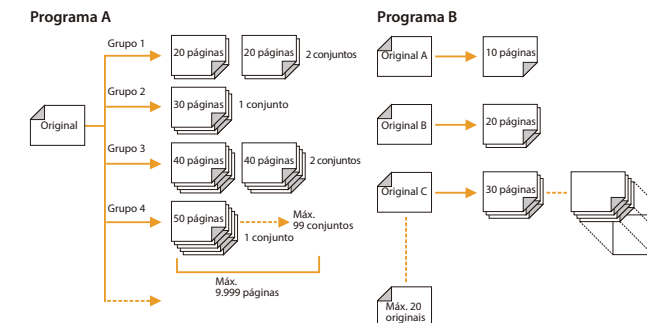 Programa A
Original
Grupo 1
20 páginas
20 páginas
2 conjuntos
Grupo 2
30 páginas
1 conjunto
Grupo 3
40 páginas
40 páginas
2 conjuntos
Grupo 4
50 páginas
1 conjunto
Máx.
99 conjuntos
Máx.
9.999 páginas
Programa B
Original A
10 páginas
Original B
20 páginas
Original C
30 páginas
Máx. 20
originais